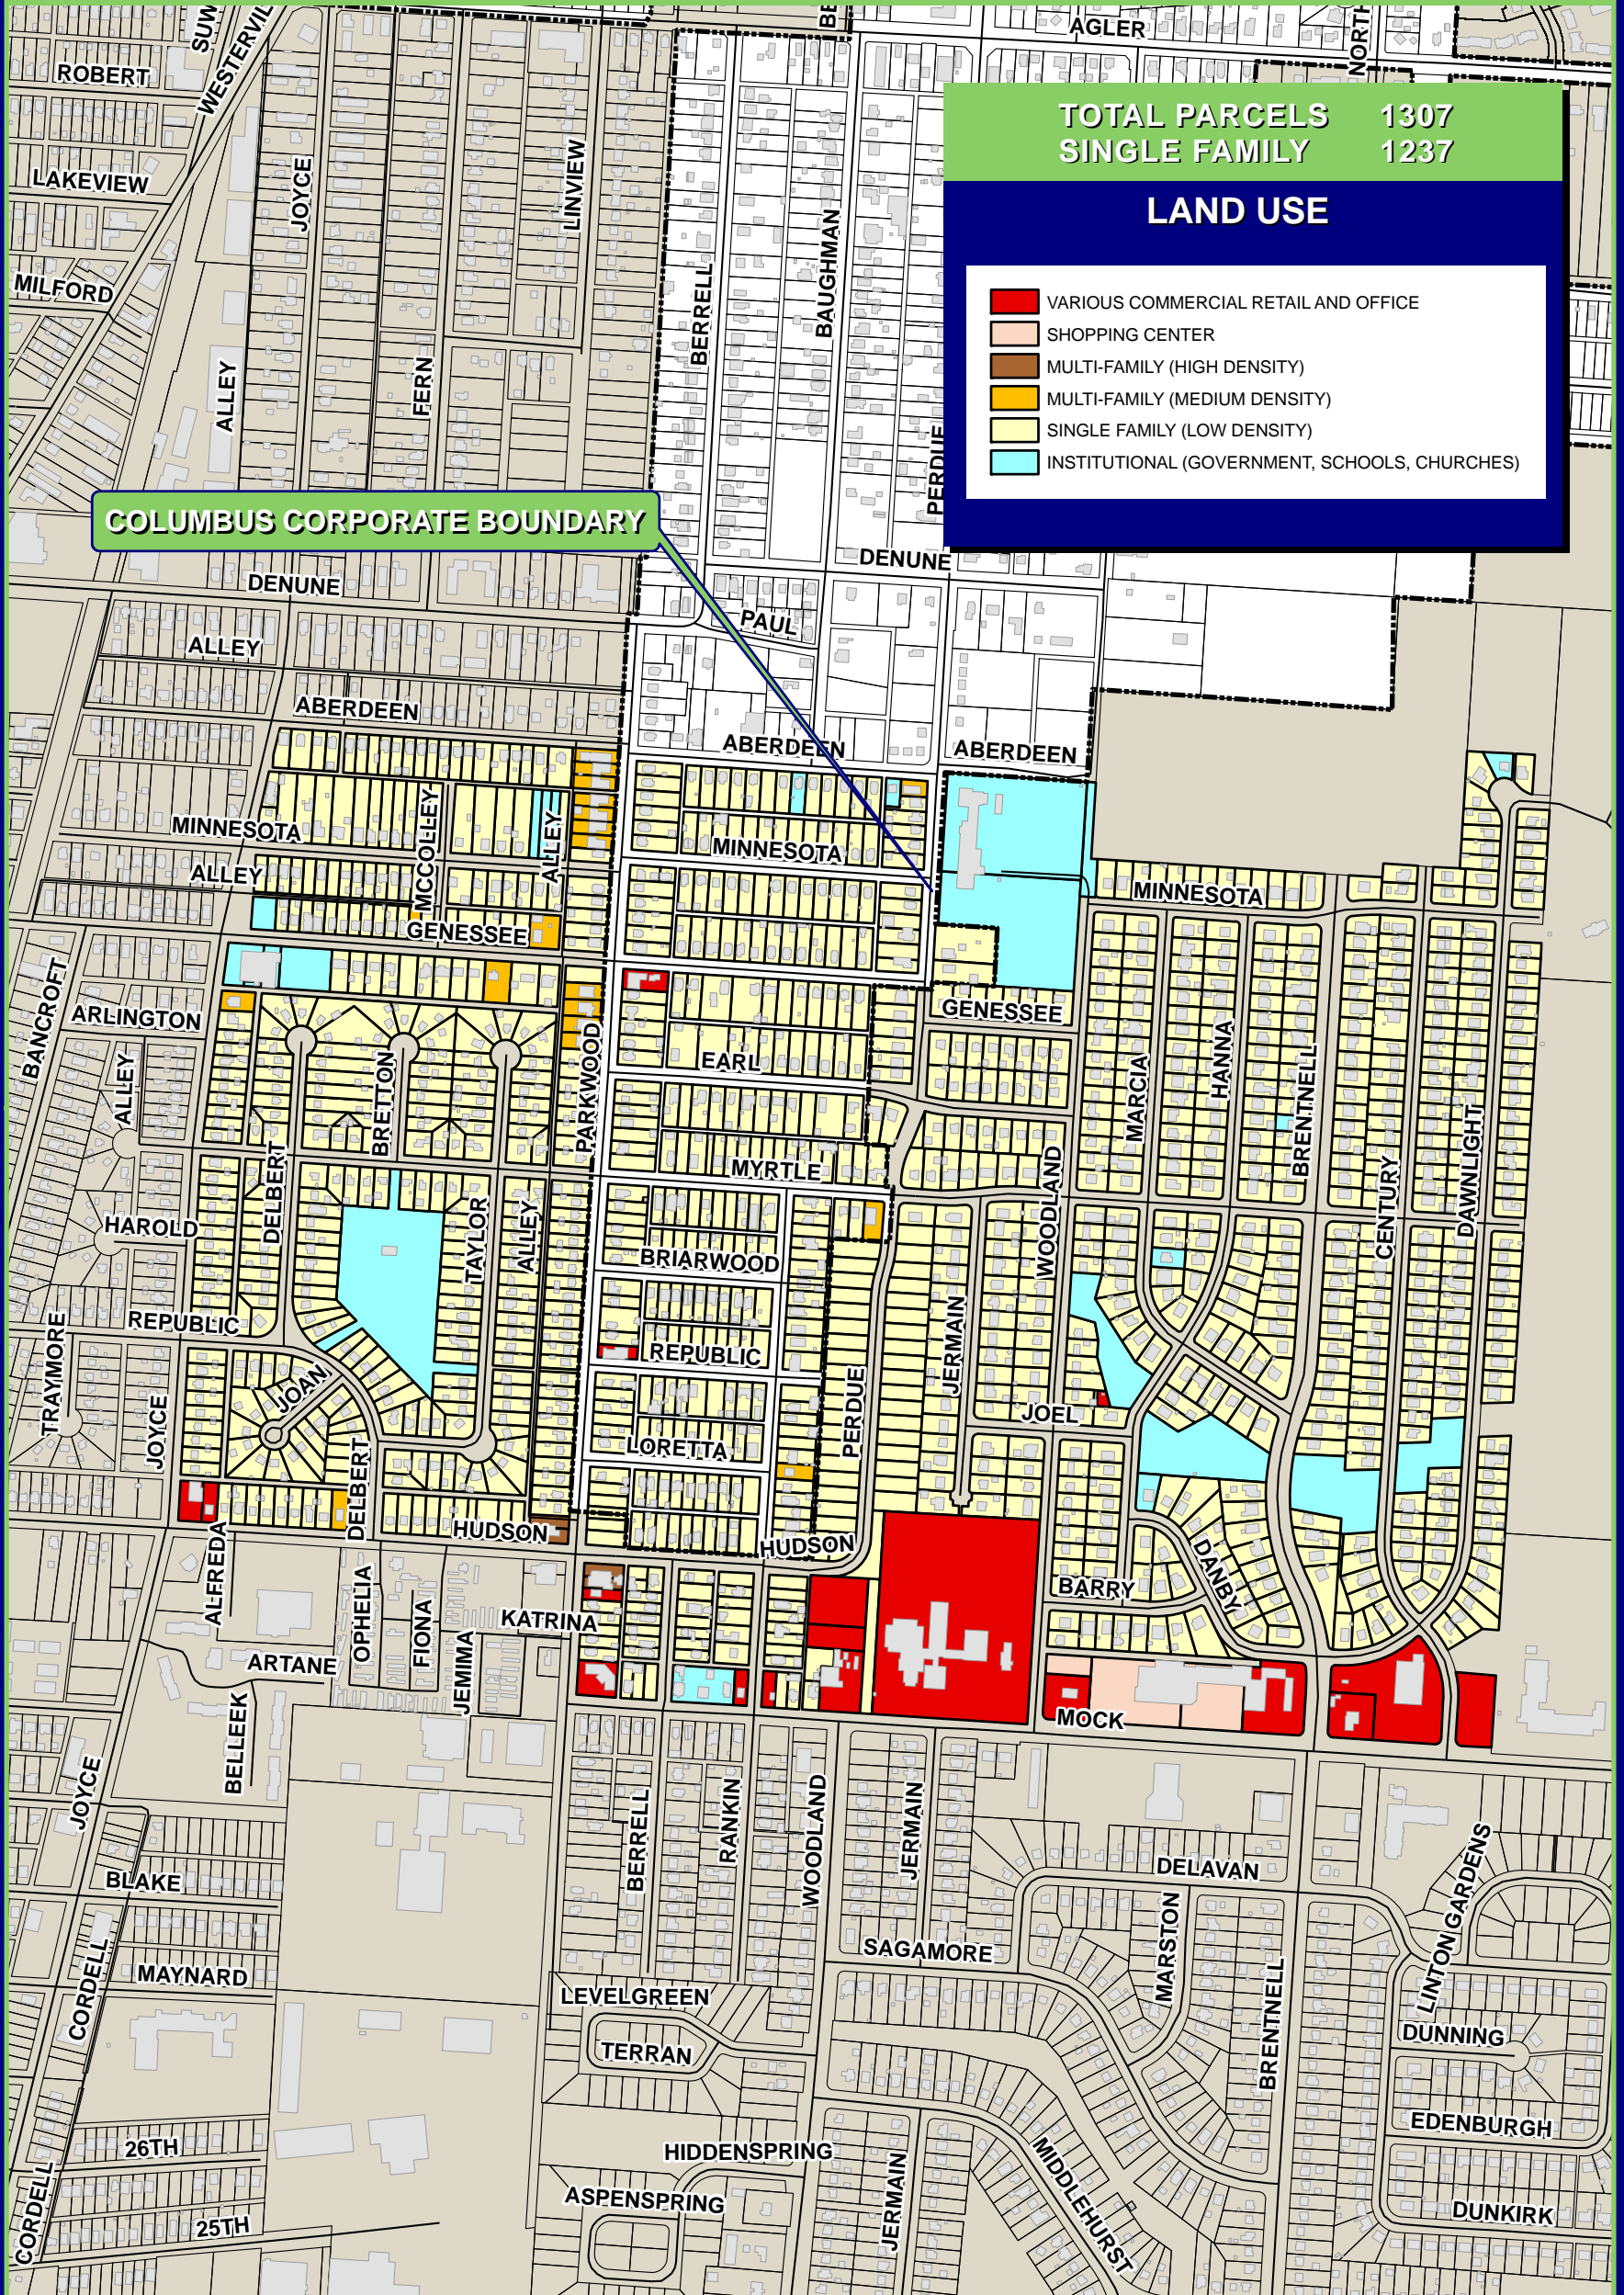 SUW
WESTERVIL
BE
AGLER
NORTH
ROBERT
TOTAL PARCELS 1307
SINGLE FAMILY 1237
LAKEVIEW
JOYCE
LINVIEW
LAND USE
BAUGHMAN
MILFORD
BERRELL
VARIOUS COMMERCIAL RETAIL AND OFFICE
SHOPPING CENTER
MULTI-FAMILY (HIGH DENSITY)
MULTI-FAMILY (MEDIUM DENSITY)
SINGLE FAMILY (LOW DENSITY)
INSTITUTIONAL (GOVERNMENT, SCHOOLS, CHURCHES)
ALLEY
FERN
PERDUE
COLUMBUS CORPORATE BOUNDARY
DENUNE
DENUNE
PAUL
ALLEY
ABERDEEN
ABERDEEN
ABERDEEN
MINNESOTA
MCCOLLEY
ALLEY
MINNESOTA
ALLEY
MINNESOTA
GENESSEE
BANCROFT
ARLINGTON
GENESSEE
ALLEY
BRETTON
PARKWOOD
EARL
MARCIA
HANNA
BRENTNELL
MYRTLE
DELBERT
HAROLD
TAYLOR
ALLEY
BRIARWOOD
WOODLAND
CENTURY
DAWNLIGHT
REPUBLIC
REPUBLIC
TRAYMORE
JOYCE
JOAN
PERDUE
JERMAIN
JOEL
LORETTA
DELBERT
HUDSON
HUDSON
ALFREDA
OPHELIA
FIONA
JEMIMA
KATRINA
BARRY
DANBY
ARTANE
BELLEEK
MOCK
JOYCE
BERRELL
RANKIN
WOODLAND
JERMAIN
DELAVAN
BLAKE
MARSTON
LINTON GARDENS
CORDELL
MAYNARD
SAGAMORE
LEVELGREEN
TERRAN
BRENTNELL
DUNNING
EDENBURGH
26TH
HIDDENSPRING
MIDDLEHURST
CORDELL
ASPENSPRING
JERMAIN
DUNKIRK
25TH